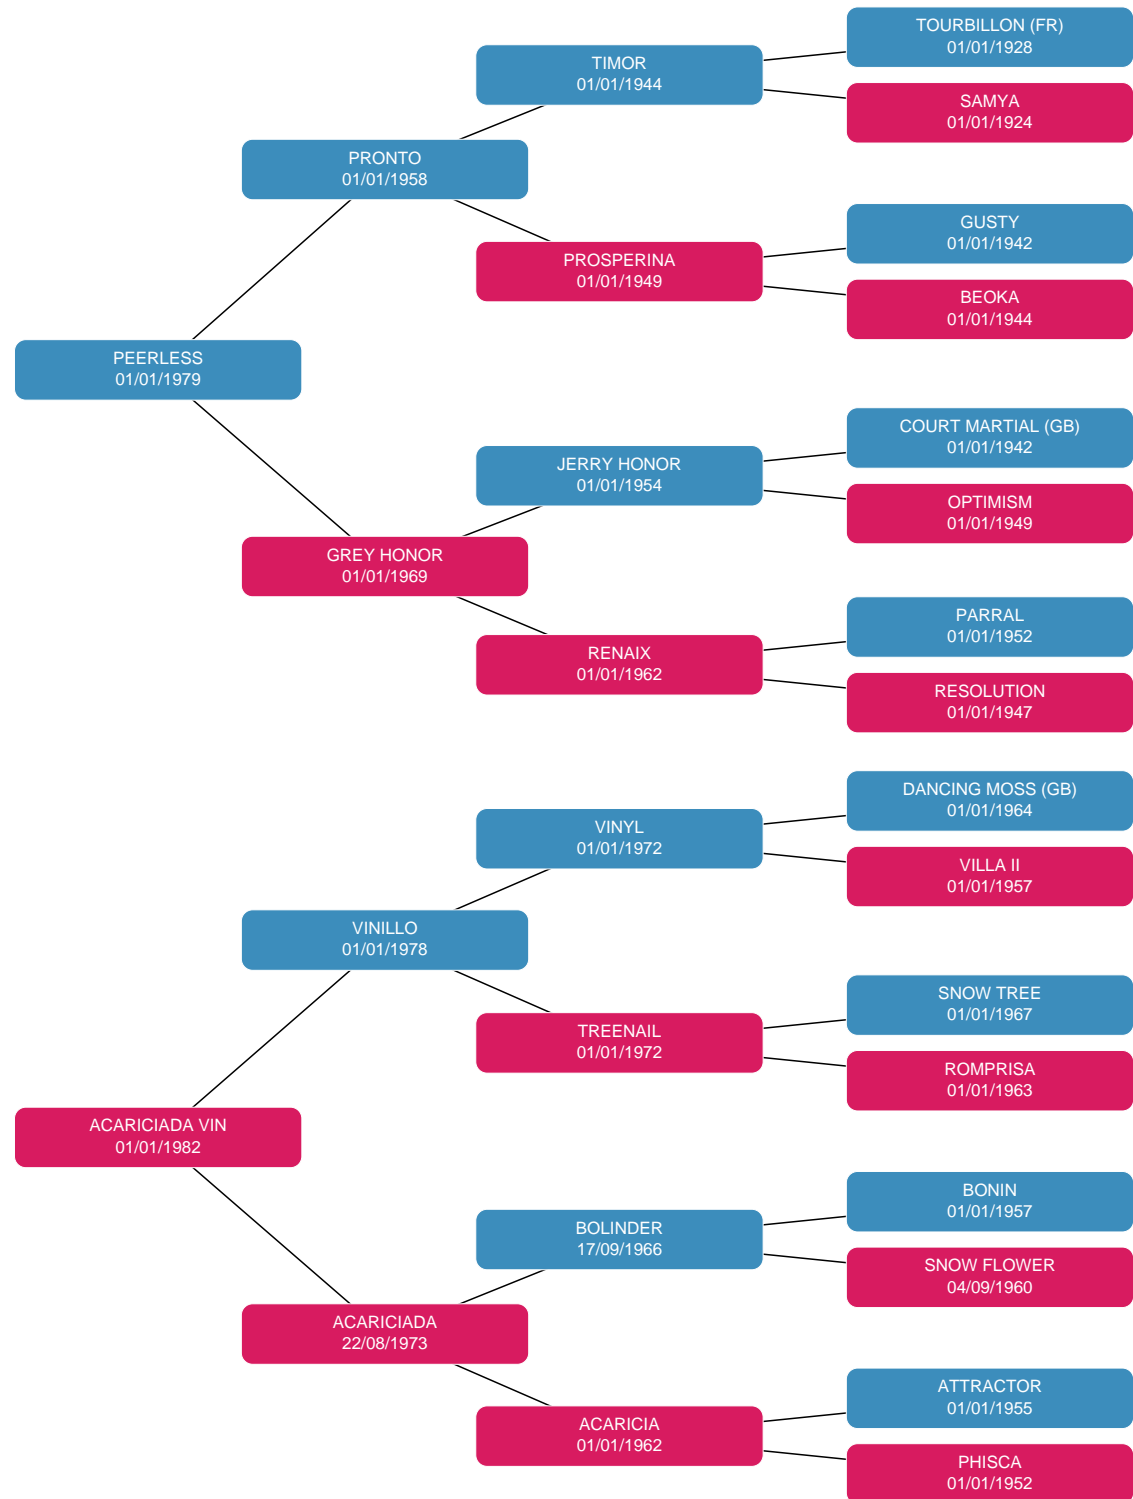 TOURBILLON (FR)
01/01/1928
TIMOR
01/01/1944
SAMYA
01/01/1924
PRONTO
01/01/1958
GUSTY
01/01/1942
PROSPERINA
01/01/1949
BEOKA
01/01/1944
PEERLESS
01/01/1979
COURT MARTIAL (GB)
01/01/1942
JERRY HONOR
01/01/1954
OPTIMISM
01/01/1949
GREY HONOR
01/01/1969
PARRAL
01/01/1952
RENAIX
01/01/1962
RESOLUTION
01/01/1947
DANCING MOSS (GB)
01/01/1964
VINYL
01/01/1972
VILLA II
01/01/1957
VINILLO
01/01/1978
SNOW TREE
01/01/1967
TREENAIL
01/01/1972
ROMPRISA
01/01/1963
ACARICIADA VIN
01/01/1982
BONIN
01/01/1957
BOLINDER
17/09/1966
SNOW FLOWER
04/09/1960
ACARICIADA
22/08/1973
ATTRACTOR
01/01/1955
ACARICIA
01/01/1962
PHISCA
01/01/1952